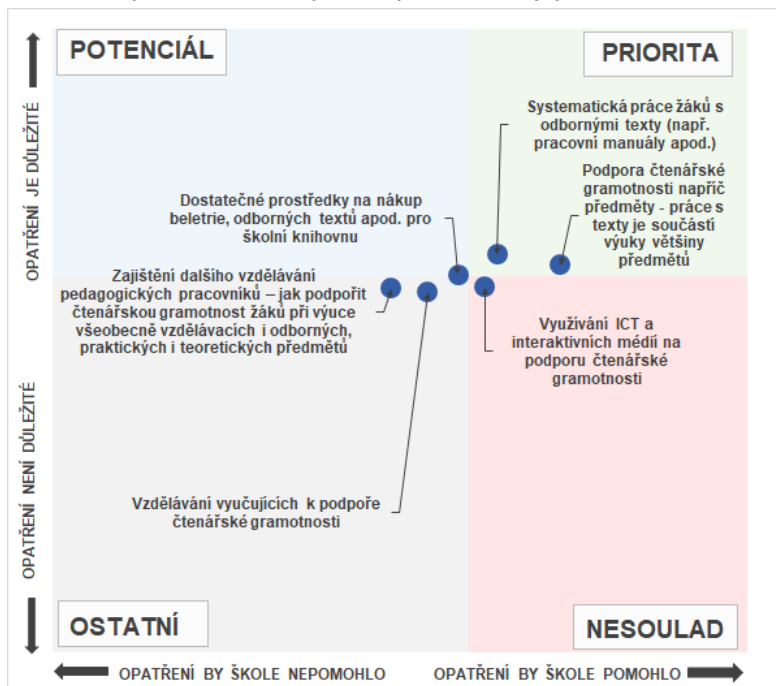 POTENCIÁL
PRIORITA
Systematická práce žáků s
odbornými texty (např.
pracovní manuály apod.)
Podpora čtenářské
gramotnosti napříč
předměty - práce s
texty je součástí
výuky většiny
předmětů
Dostatečné prostředky na nákup
beletrie, odborných textů apod. pro
školní knihovnu
Zajištění dalšího vzdělávání
pedagogických pracovníků – jak podpořit
čtenářskou gramotnost žáků při výuce
všeobecně vzdělávacích i odborných,
praktických i teoretických předmětů
Využívání ICT a
interaktivních médií na
podporu čtenářské
gramotnosti
Vzdělávání vyučujících k podpoře
čtenářské gramotnosti
OSTATNÍ
NESOULAD
OPATŘENÍ JE DŮLEŽITÉ
OPATŘENÍ NENÍ DŮLEŽITÉ
OPATŘENÍ BY ŠKOLE NEPOMOHLO
OPATŘENÍ BY ŠKOLE POMOHLO